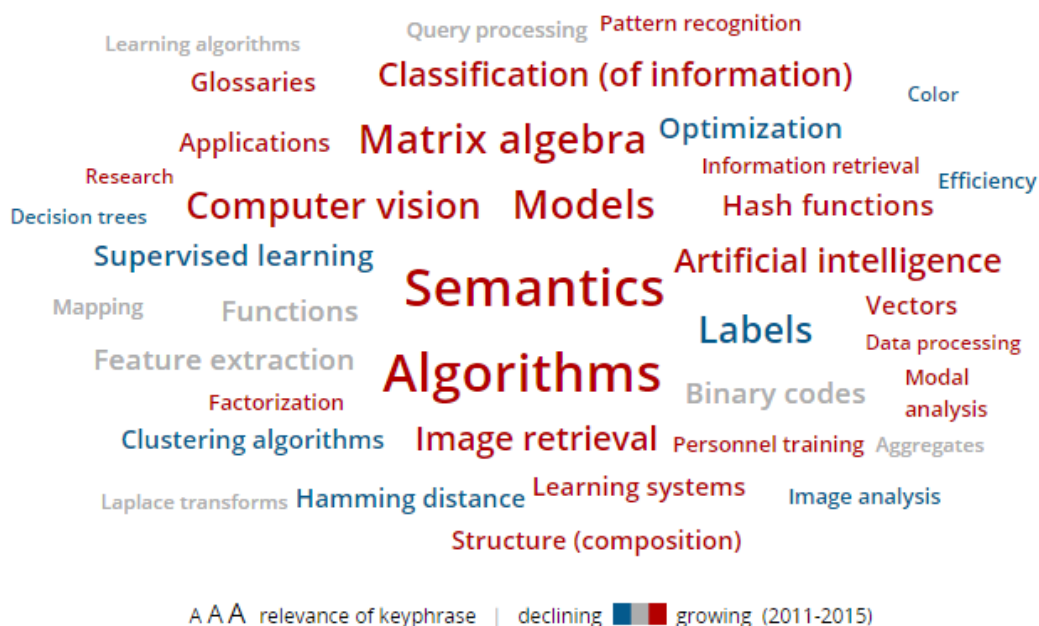 Query processing Pattern recognition
Learning algorithms
Glossaries Classification (of information)
Color
Applications Matrix algebra Optimization
Research Information retrieval
Efficiency
Decision trees Computer vision Models Hash functions
Supervised learning Artificial intelligence
Semantics
Mapping Functions Vectors
Labels
Data processing
Feature extraction Algorithms Binary codes Modal
analysis
Factorization
Clustering algorithms Image retrieval Personnel training Aggregates
Laplace transforms Hamming distance Learning systems Image analysis
Structure (composition)
A A A relevance of keyphrase | declining growing (2011-2015)